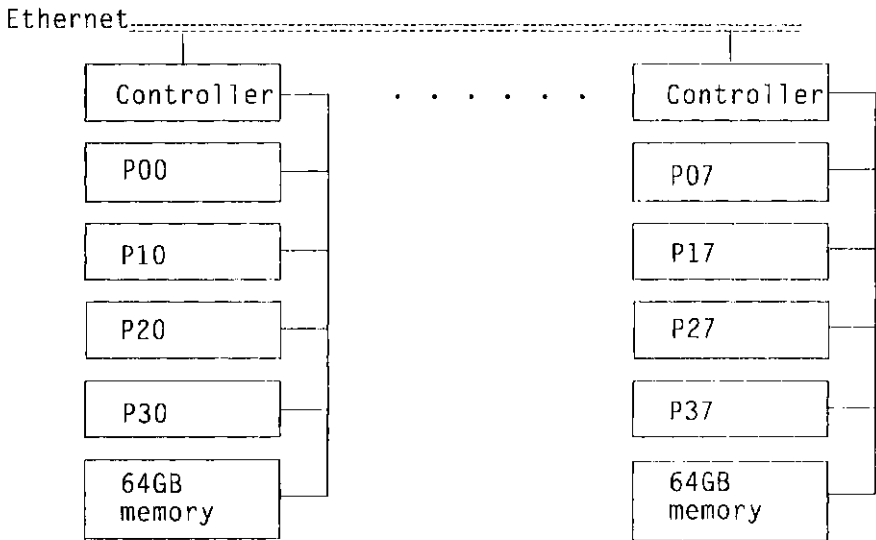 Ethernet
Controller
Controller
P00
P07
P10
P17
P20
P27
P30
P37
64GB
memory
64GB
memory